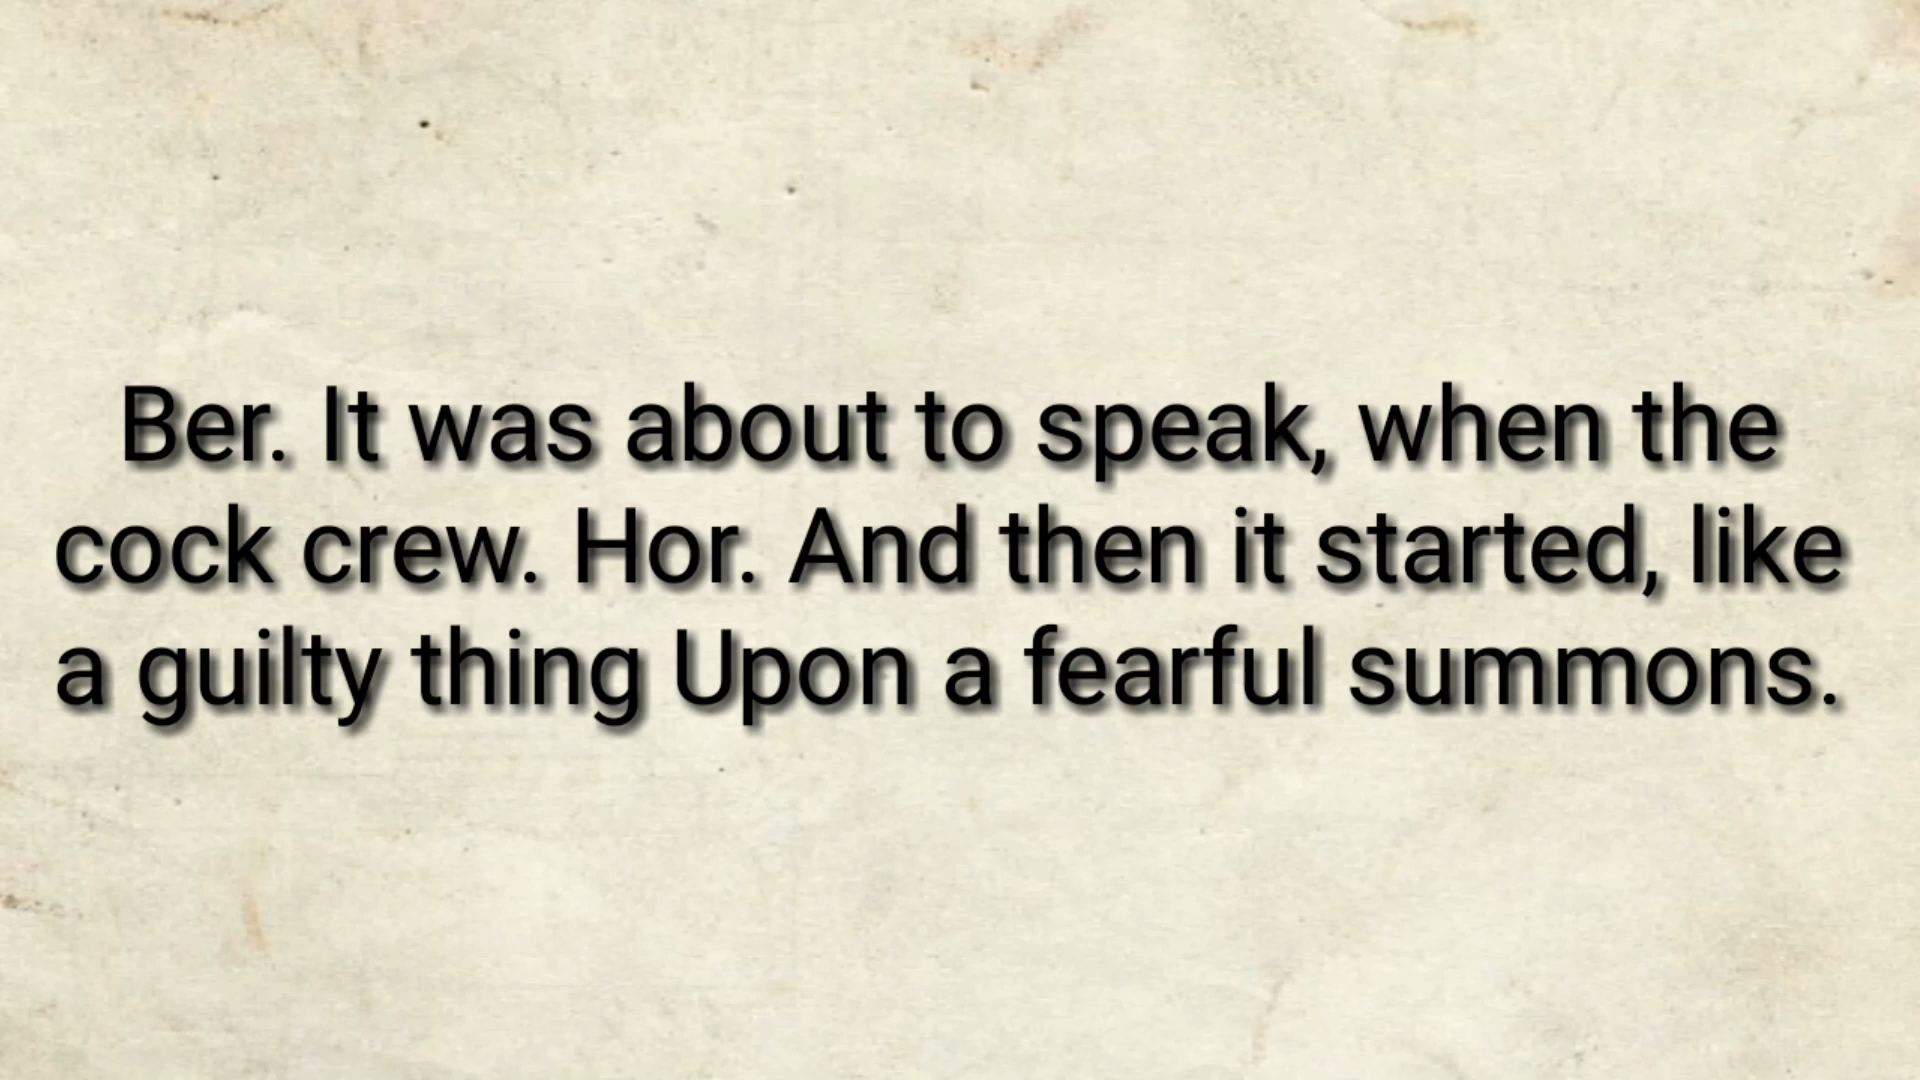 Ber. It was about to speak, when the
cock crew. Hor. And then it started, like
a guilty thing Upon a fearful summons.